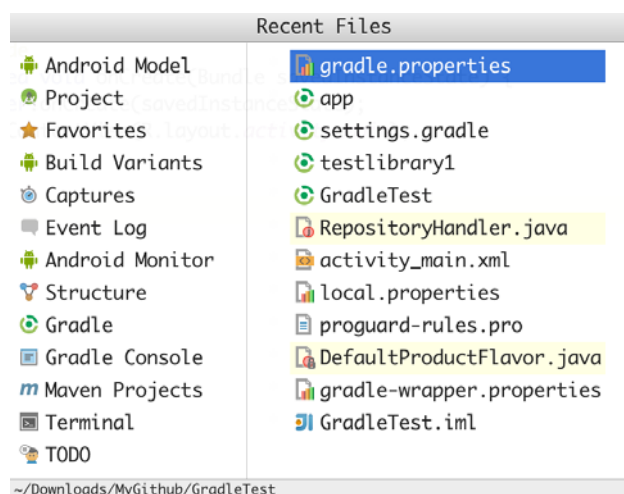 Recent Files
Android Model
Project
Favorites
Build Variants
Captures
Event Log
Android Monitor
Structure
Gradle
Gradle Console
Maven Projects
Terminal
TODO
gradle.properties
app
settings.gradle
testlibrary1
GradleTest
RepositoryHandler.java
activity_main.xml
local.properties
proguard-rules.pro
DefaultProductFlavor.java
gradle-wrapper.properties
GradleTest.iml
~/Downloads/MyGithub/GradleTest